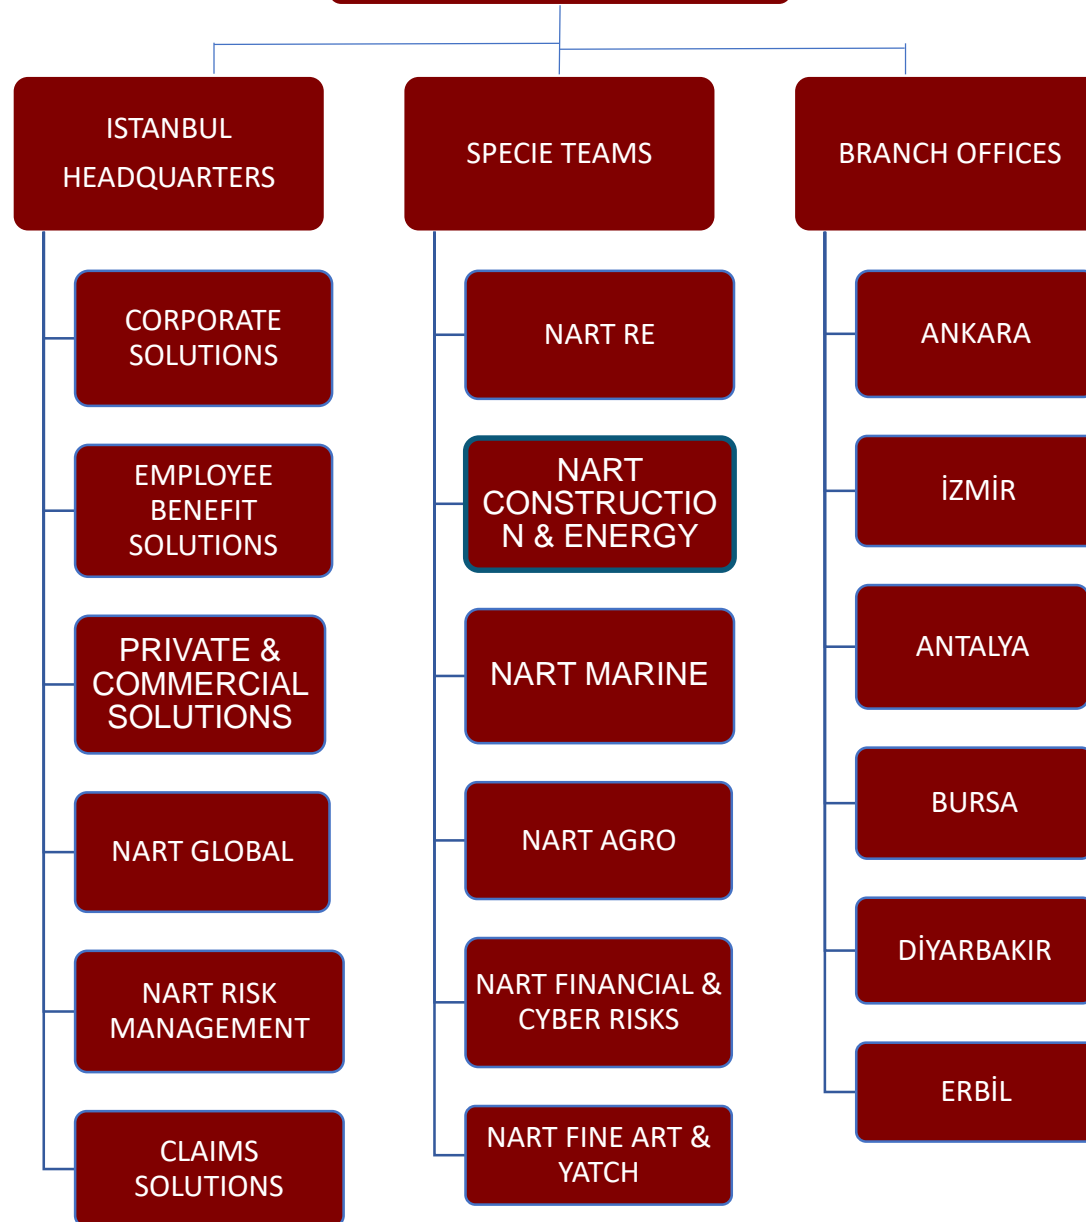 ISTANBUL
HEADQUARTERS
CORPORATE
SOLUTIONS
EMPLOYEE
BENEFIT
SOLUTIONS
PRIVATE &
COMMERCIAL
SOLUTIONS
NART GLOBAL
NART RISK
MANAGEMENT
CLAIMS
SOLUTIONS
SPECIE TEAMS
NART RE
NART
CONSTRUCTIO
N & ENERGY
NART MARINE
NART AGRO
NART FINANCIAL &
CYBER RISKS
NART FINE ART &
YATCH
BRANCH OFFICES
ANKARA
İZMİR
ANTALYA
BURSA
DİYARBAKIR
ERBİL